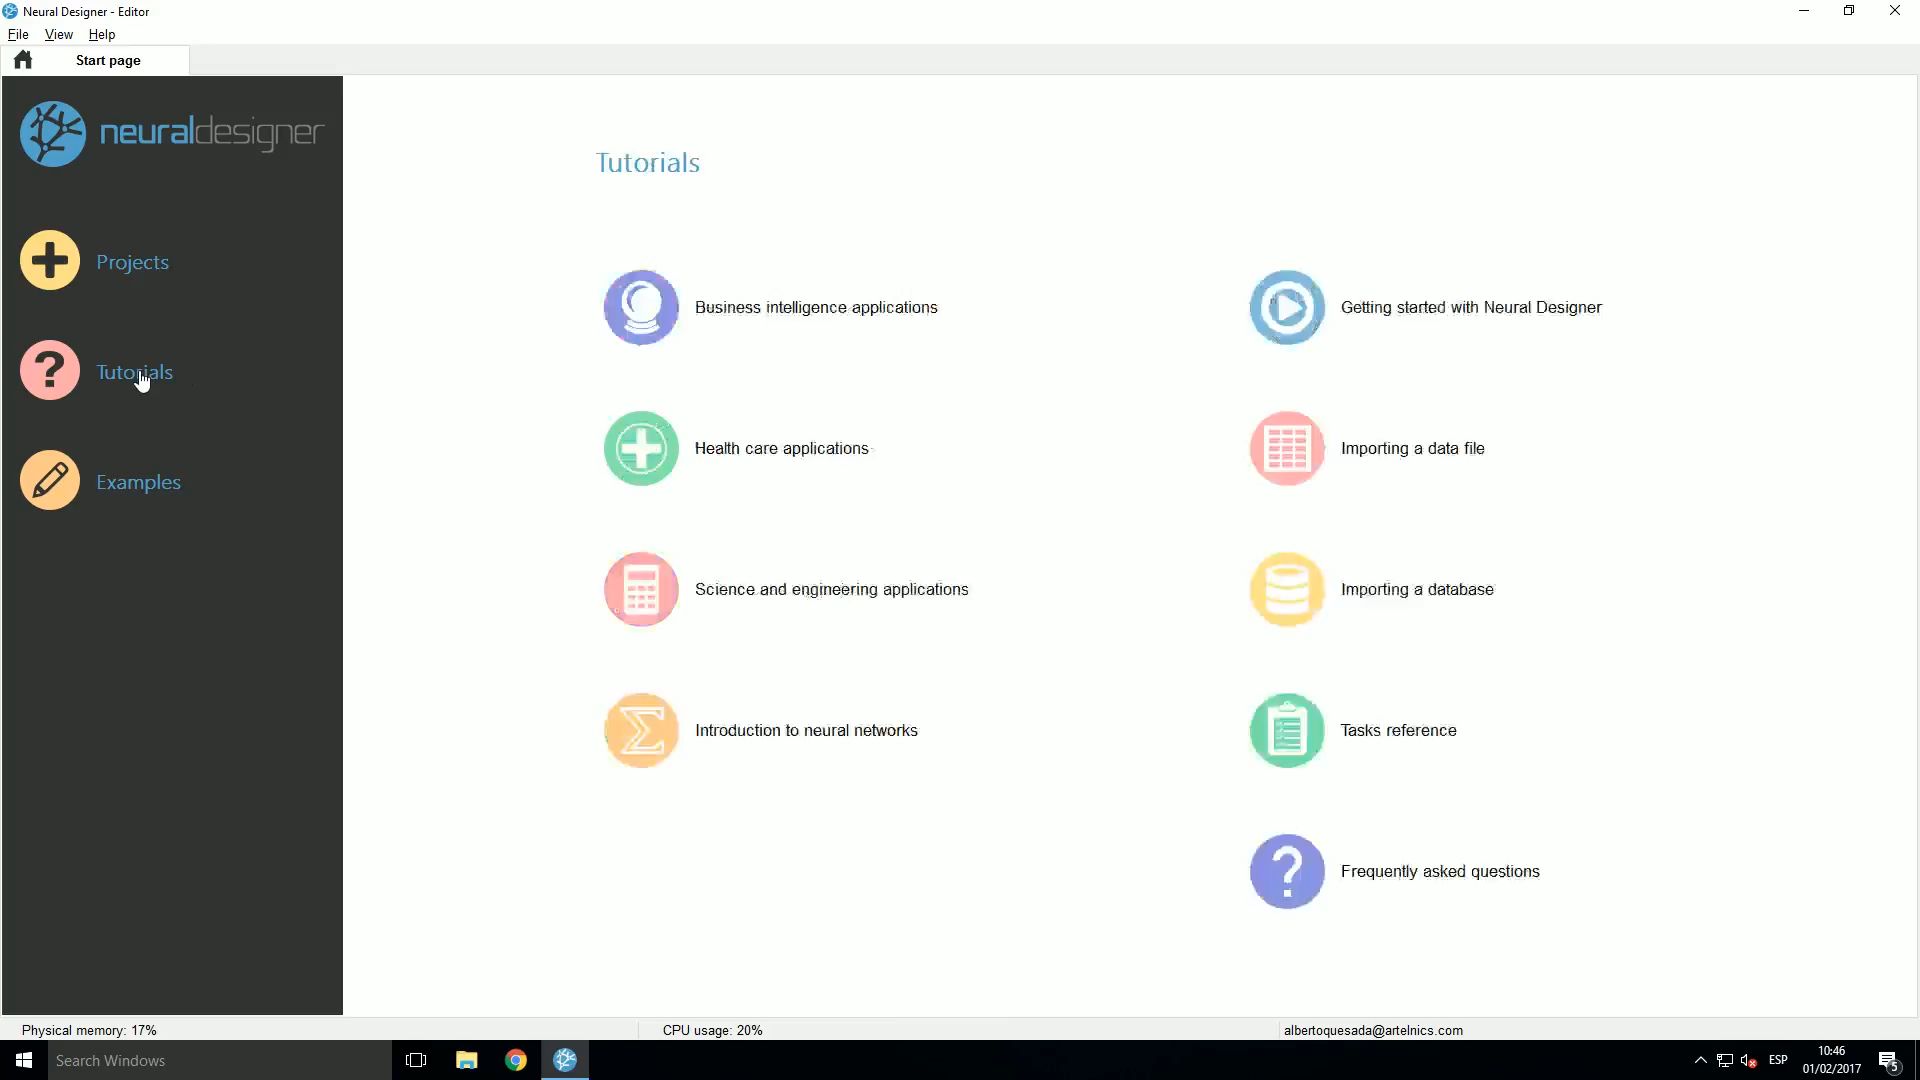 Neural Designer - Editor
File View Help
Start page
neuraldesigner
Projects
Tutorials
Examples
Tutorials
Business intelligence applications
Health care applications
Science and engineering applications
Introduction to neural networks
Getting started with Neural Designer
Importing a data file
Importing a database
Tasks reference
Frequently asked questions
Physical memory: 17%
CPU usage: 20%
albertoquesada@artelnics.com
Search Windows
ESP
10:46
01/02/2017
5